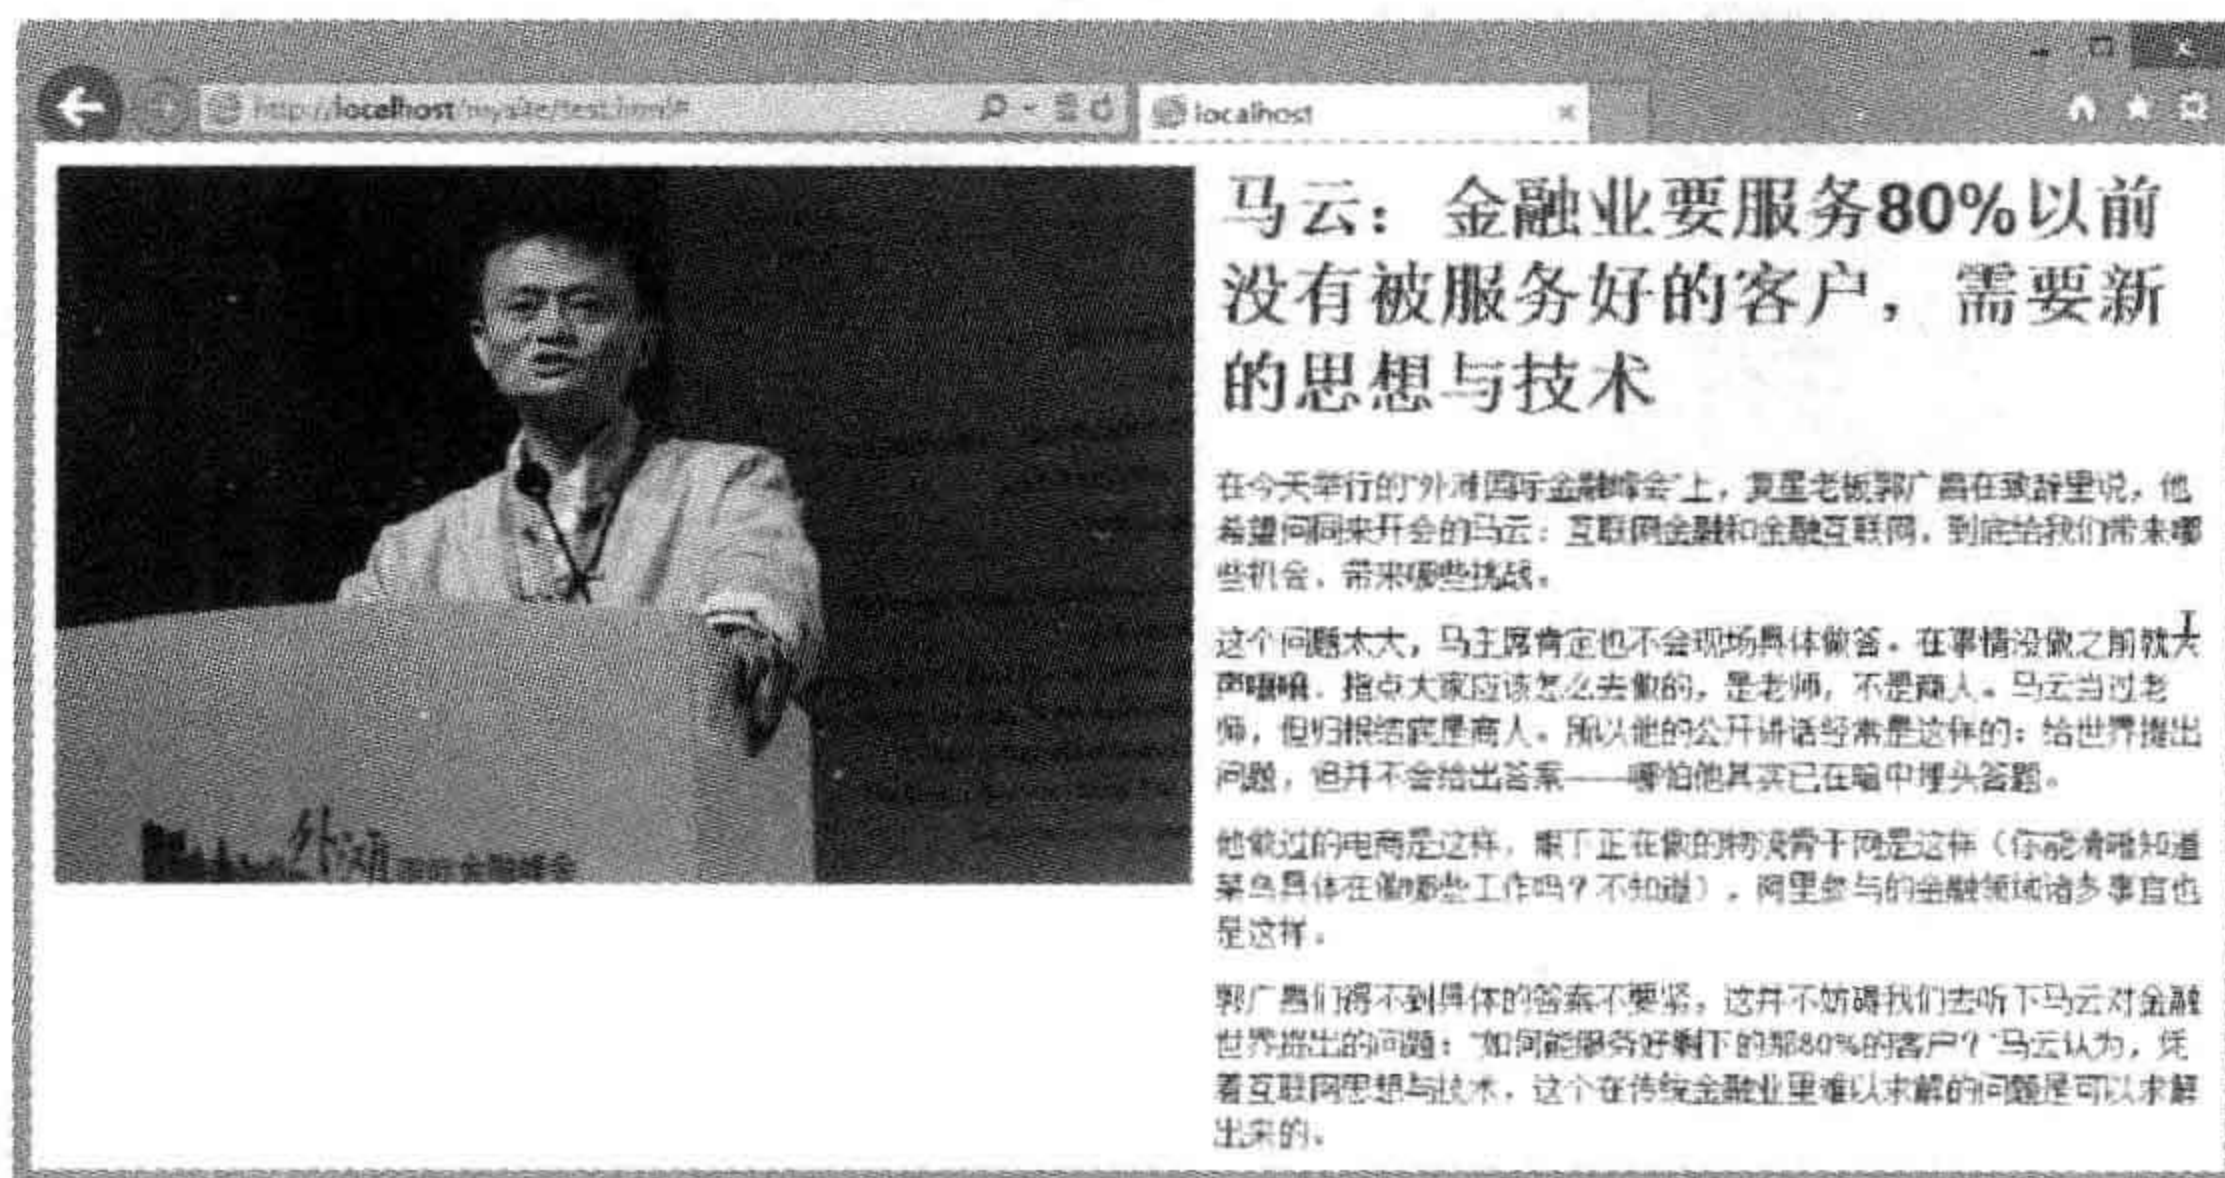 http://localhost/mysite/test.html#
localhost
马云：金融业要服务80%以前
没有被服务好的客户，需要新
的思想与技术
在今天举行的“外滩国际金融峰会”上，复星老板郭广昌在致辞里说，他
希望问同来开会的马云：互联网金融和金融互联网，到底给我们带来哪
些机会，带来哪些挑战。
这个问题太大，马主席肯定也不会现场具体做答。在事情没做之前就大
声嚷嚷，指点大家应该怎么去做的，是老师，不是商人。马云当过老
师，但归根结底是商人。所以他的公开讲话经常是这样的：给世界提出
问题，但并不会给出答案——哪怕他其实已在暗中埋头答题。
他做过的电商是这样，眼下正在做的物流骨干网是这样（你能清晰知道
菜鸟具体在做哪些工作吗？不知道），阿里参与的金融领域诸多事宜也
是这样。
郭广昌们得不到具体的答案不要紧，这并不妨碍我们去听下马云对金融
世界提出的问题：“如何能服务好剩下的那80%的客户？”马云认为，凭
着互联网思想与技术，这个在传统金融业里难以求解的问题是可以求解
出来的。
外滩国际金融峰会